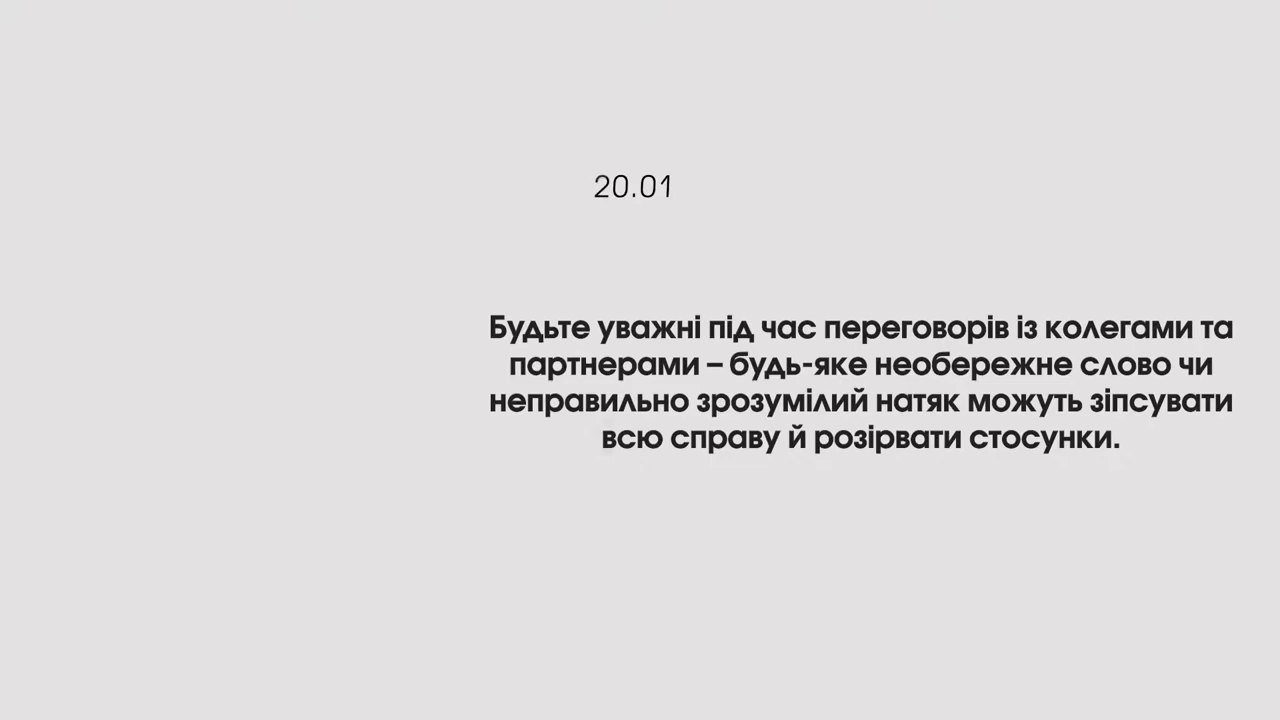 20.01
Будьте уважні під час переговорів із колегами та
партнерами – будь-яке необережне слово чи
неправильно зрозумілий натяк можуть зіпсувати
всю справу й розірвати стосунки.